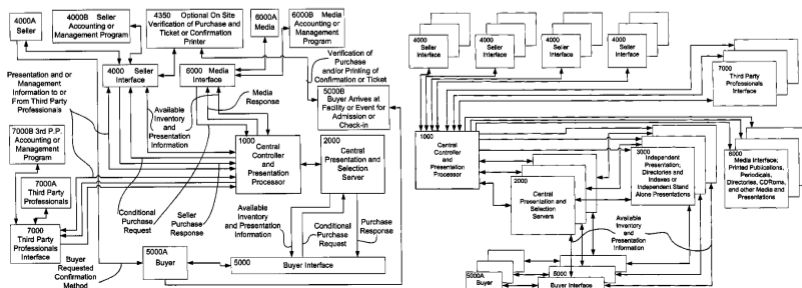 4000A
Seller
4000B Seller
Accounting or
Management Program
4350 Optional On Site
Verification of Purchase and
Ticket or Confirmation
Printer
6000A
Media
6000B Media
Accounting or
Management
Program
4000 Seller
Interface
6000 Media
Interface
Verification of
Purchase
and/or Printing of
Confirmation or Ticket
5000B
Buyer Arrives at
Facility or Event for
Admission or
Check-in
Presentation and or
Management
Information to or
From Third Party
Professionals
Available
Inventory
and
Presentation
Information
Media
Response
7000B 3rd P.P.
Accounting or
Management
Program
7000A
Third Party
Professionals
7000
Third Party
Professionals
Interface
1000
Central
Controller
and
Presentation
Processor
2000
Central
Presentation
and Selection
Server
Conditional
Purchase
Request
Seller
Purchase
Response
Available
Inventory
and Presentation
Information
Conditional
Purchase
Request
Purchase
Response
Buyer
Requested
Confirmation
Method
5000A
Buyer
5000 Buyer Interface
4000
Seller
Interface
4000
Seller
Interface
4000
Seller
Interface
4000
Seller
Interface
7000
Third Party
Professionals
Interface
1000
Central
Controller
and
Presentation
Processor
2000
Central
Presentation
and Selection
Servers
3000
Independent
Presentation,
Directories and
Indexes or
Independent Stand
Alone Presentations
6000
Media Interface;
Printed Publications,
Periodicals,
Directories, CDRoms,
and other Media and
Presentations
Available
Inventory
and
Presentation
Information
5000A
Buyer
5000
Buyer Interface